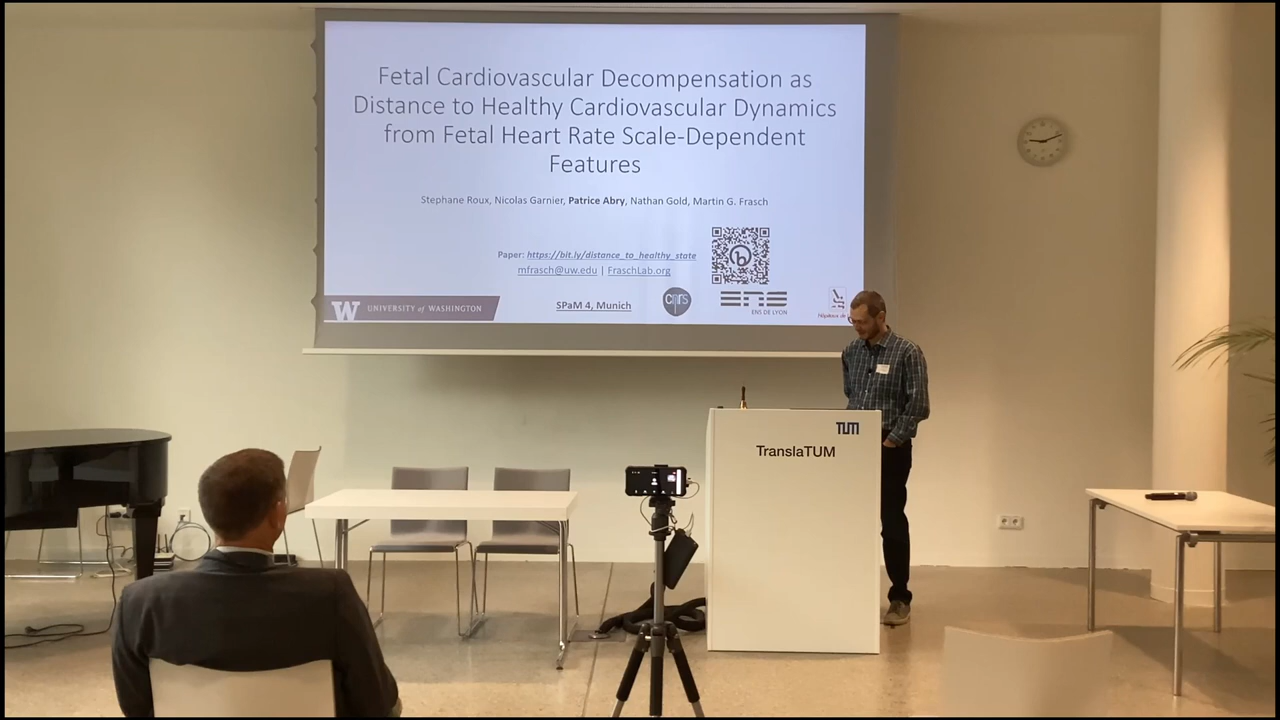 Fetal Cardiovascular Decompensation as
Distance to Healthy Cardiovascular Dynamics
from Fetal Heart Rate Scale-Dependent
Features
Stephane Roux, Nicolas Garnier, Patrice Abry, Nathan Gold, Martin G. Frasch
Paper: https://bit.ly/distance_to_healthy_state
mfrasch@uw.edu | FraschLab.org
W UNIVERSITY of WASHINGTON
SPaM 4, Munich
cnrs
ENS
ENS DE LYON
TUM
TranslaTUM